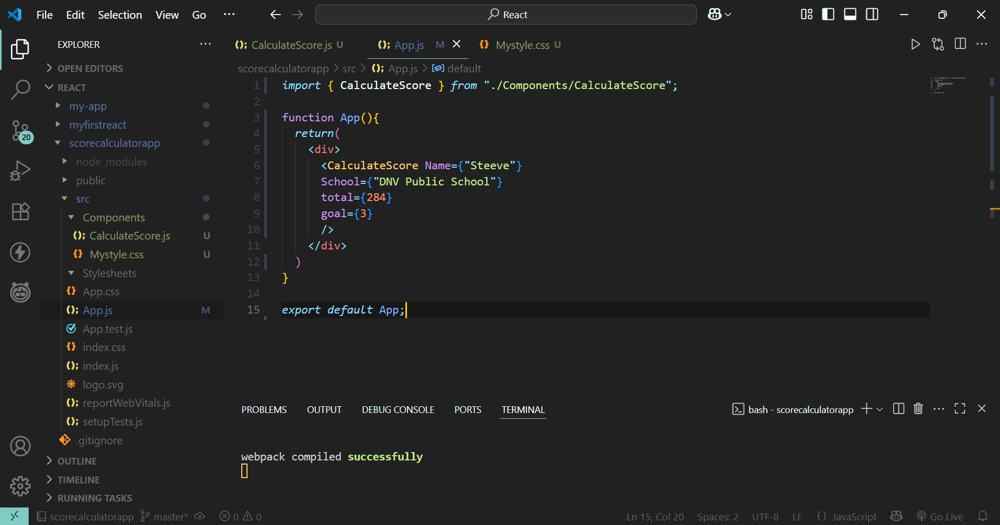 File Edit Selection View Go ··· React
EXPLORER ···
OPEN EDITORS
REACT
my-app
myfirstreact
scorecalculatorapp
node_modules
public
src
Components
CalculateScore.js U
Mystyle.css U
Stylesheets
App.css
App.js M
App.test.js
index.css
index.js
logo.svg
reportWebVitals.js
setupTests.js
.gitignore
OUTLINE
TIMELINE
RUNNING TASKS
20
CalculateScore.js U App.js M Mystyle.css U
scorecalculatorapp > src > App.js > default
1 import { CalculateScore } from "./Components/CalculateScore";
2
3 function App(){
4 return(
5 <div>
6 <CalculateScore Name={"Steeve"}
7 School={"DNV Public School"}
8 total={284}
9 goal={3}
10 />
11 </div>
12 )
13 }
14
15 export default App;
PROBLEMS OUTPUT DEBUG CONSOLE PORTS TERMINAL bash - scorecalculatorapp
webpack compiled successfully
scorecalculatorapp master* 0 0 Ln 15, Col 20 Spaces: 2 UTF-8 LF {} JavaScript Go Live